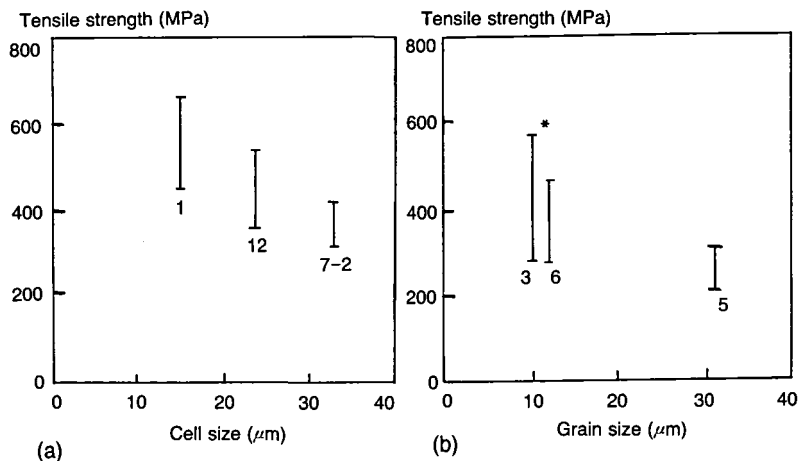 Tensile strength (MPa)
800
600
400
200
0
1
12
7-2
0 10 20 30 40
Cell size (μm)
(a)
Tensile strength (MPa)
800
600
400
200
0
*
3
6
5
0 10 20 30 40
Grain size (μm)
(b)